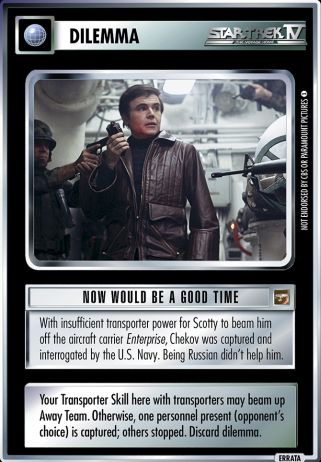 DILEMMA
STAR TREK IV
THE VOYAGE HOME
NOT ENDORSED BY CBS OR PARAMOUNT PICTURES
NOW WOULD BE A GOOD TIME
With insufficient transporter power for Scotty to beam him
off the aircraft carrier Enterprise, Chekov was captured and
interrogated by the U.S. Navy. Being Russian didn't help him.
Your Transporter Skill here with transporters may beam up
Away Team. Otherwise, one personnel present (opponent's
choice) is captured; others stopped. Discard dilemma.
ERRATA